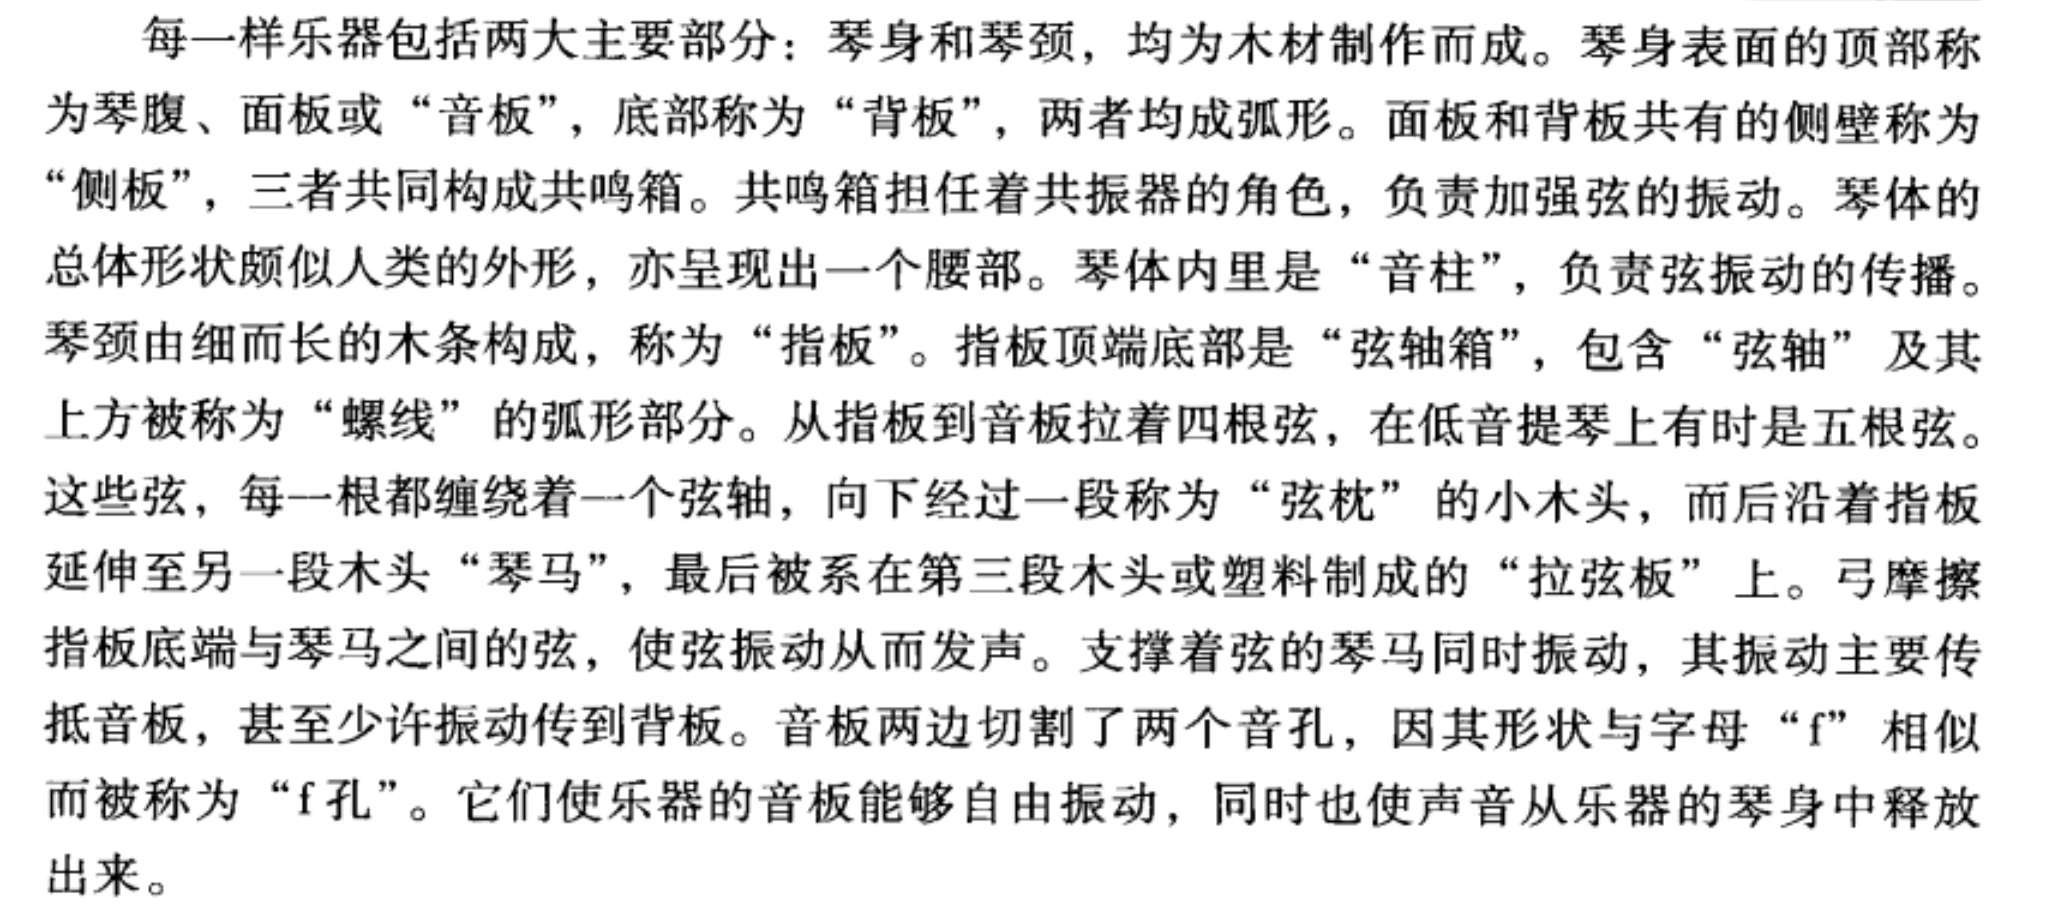 每一样乐器包括两大主要部分：琴身和琴颈，均为木材制作而成。琴身表面的顶部称
为琴腹、面板或“音板”，底部称为“背板”，两者均成弧形。面板和背板共有的侧壁称为
“侧板”，三者共同构成共鸣箱。共鸣箱担任着共振器的角色，负责加强弦的振动。琴体的
总体形状颇似人类的外形，亦呈现出一个腰部。琴体内里是“音柱”，负责弦振动的传播。
琴颈由细而长的木条构成，称为“指板”。指板顶端底部是“弦轴箱”，包含“弦轴”及其
上方被称为“螺线”的弧形部分。从指板到音板拉着四根弦，在低音提琴上有时是五根弦。
这些弦，每一根都缠绕着一个弦轴，向下经过一段称为“弦枕”的小木头，而后沿着指板
延伸至另一段木头“琴马”，最后被系在第三段木头或塑料制成的“拉弦板”上。弓摩擦
指板底端与琴马之间的弦，使弦振动从而发声。支撑着弦的琴马同时振动，其振动主要传
抵音板，甚至少许振动传到背板。音板两边切割了两个音孔，因其形状与字母“f”相似
而被称为“f孔”。它们使乐器的音板能够自由振动，同时也使声音从乐器的琴身中释放
出来。